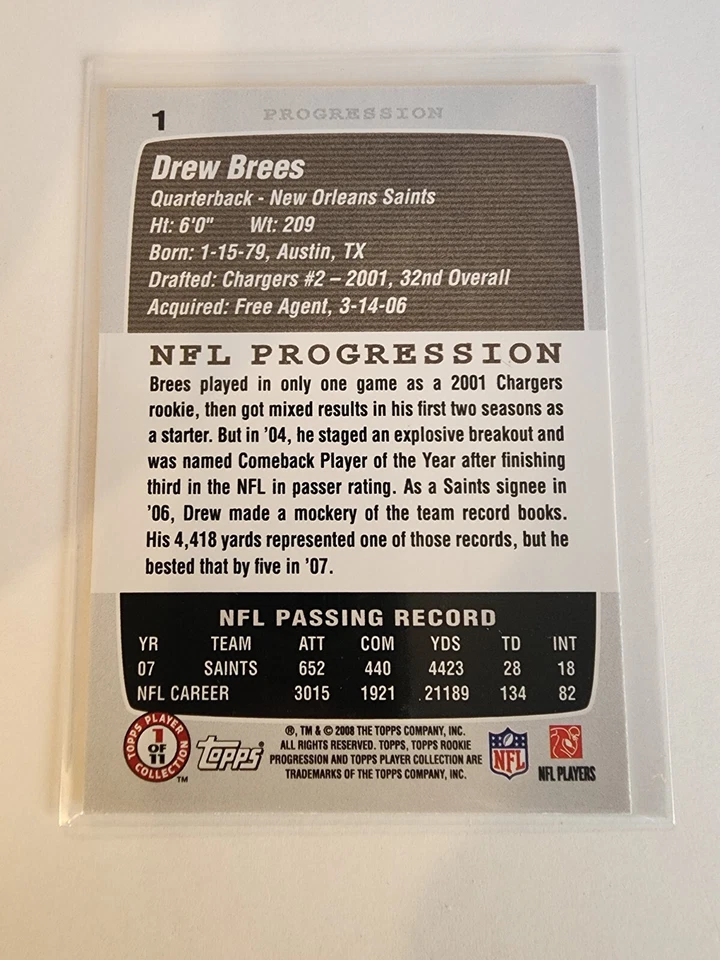 1 PROGRESSION
Drew Brees
Quarterback - New Orleans Saints
Ht: 6'0" Wt: 209
Born: 1-15-79, Austin, TX
Drafted: Chargers #2 – 2001, 32nd Overall
Acquired: Free Agent, 3-14-06
NFL PROGRESSION
Brees played in only one game as a 2001 Chargers
rookie, then got mixed results in his first two seasons as
a starter. But in '04, he staged an explosive breakout and
was named Comeback Player of the Year after finishing
third in the NFL in passer rating. As a Saints signee in
'06, Drew made a mockery of the team record books.
His 4,418 yards represented one of those records, but he
bested that by five in '07.
NFL PASSING RECORD
YR TEAM ATT COM YDS TD INT
07 SAINTS 652 440 4423 28 18
NFL CAREER 3015 1921 21189 134 82
TOPPS PLAYER COLLECTION
1
OF
11
TM
Topps
®, TM & © 2008 THE TOPPS COMPANY, INC.
ALL RIGHTS RESERVED. TOPPS, TOPPS ROOKIE
PROGRESSION AND TOPPS PLAYER COLLECTION ARE
TRADEMARKS OF THE TOPPS COMPANY, INC.
NFL
NFL PLAYERS